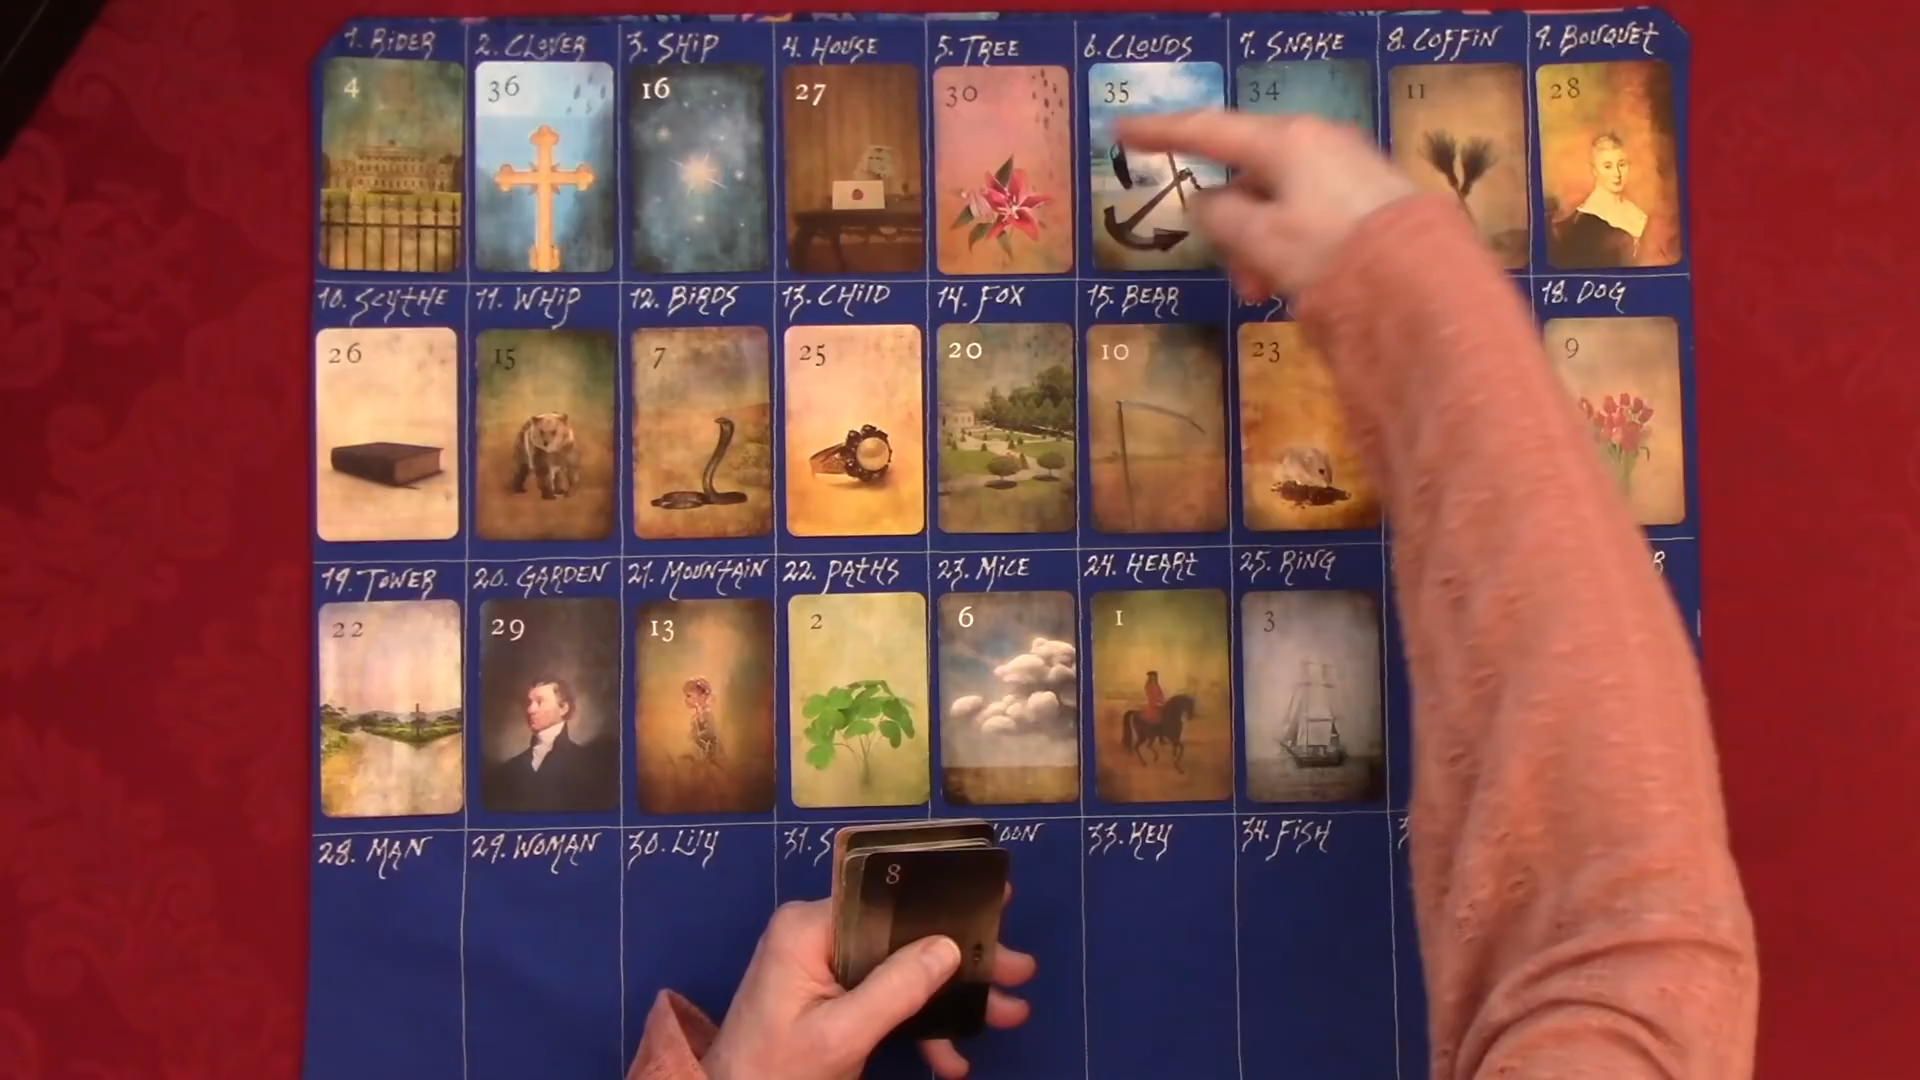 1. RIDER 2. CLOVER 3. SHIP 4. HOUSE 5. TREE 6. CLOUDS 7. SNAKE 8. COFFIN 9. BOUQUET
4 36 16 27 30 35 34 11 28
10. SCYTHE 11. WHIP 12. BIRDS 13. CHILD 14. FOX 15. BEAR 18. DOG
26 15 7 25 20 10 23 9
19. TOWER 20. GARDEN 21. MOUNTAIN 22. PATHS 23. MICE 24. HEART 25. RING
22 29 13 2 6 1 3
28. MAN 29. WOMAN 30. LILY 31. S 33. KEY 34. FISH
8